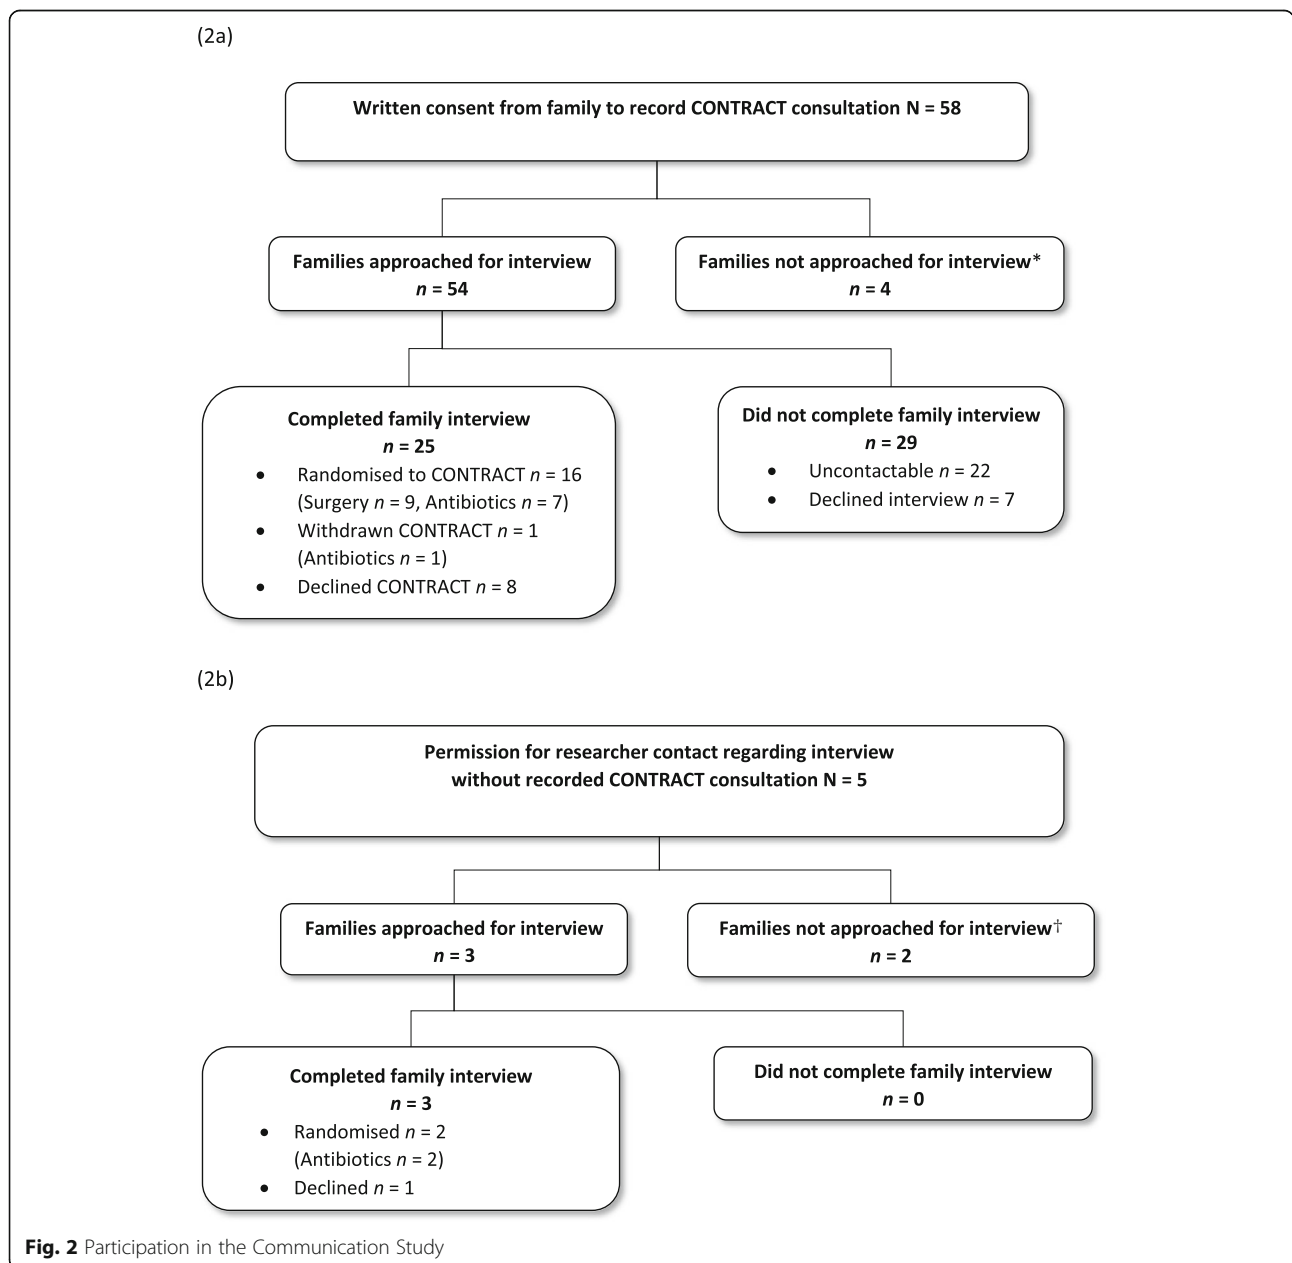 (2a)
Written consent from family to record CONTRACT consultation N = 58
Families approached for interview
n = 54
Families not approached for interview*
n = 4
Completed family interview
n = 25
• Randomised to CONTRACT n = 16
(Surgery n = 9, Antibiotics n = 7)
• Withdrawn CONTRACT n = 1
(Antibiotics n = 1)
• Declined CONTRACT n = 8
Did not complete family interview
n = 29
• Uncontactable n = 22
• Declined interview n = 7
(2b)
Permission for researcher contact regarding interview
without recorded CONTRACT consultation N = 5
Families approached for interview
n = 3
Families not approached for interview†
n = 2
Completed family interview
n = 3
• Randomised n = 2
(Antibiotics n = 2)
• Declined n = 1
Did not complete family interview
n = 0
Fig. 2 Participation in the Communication Study